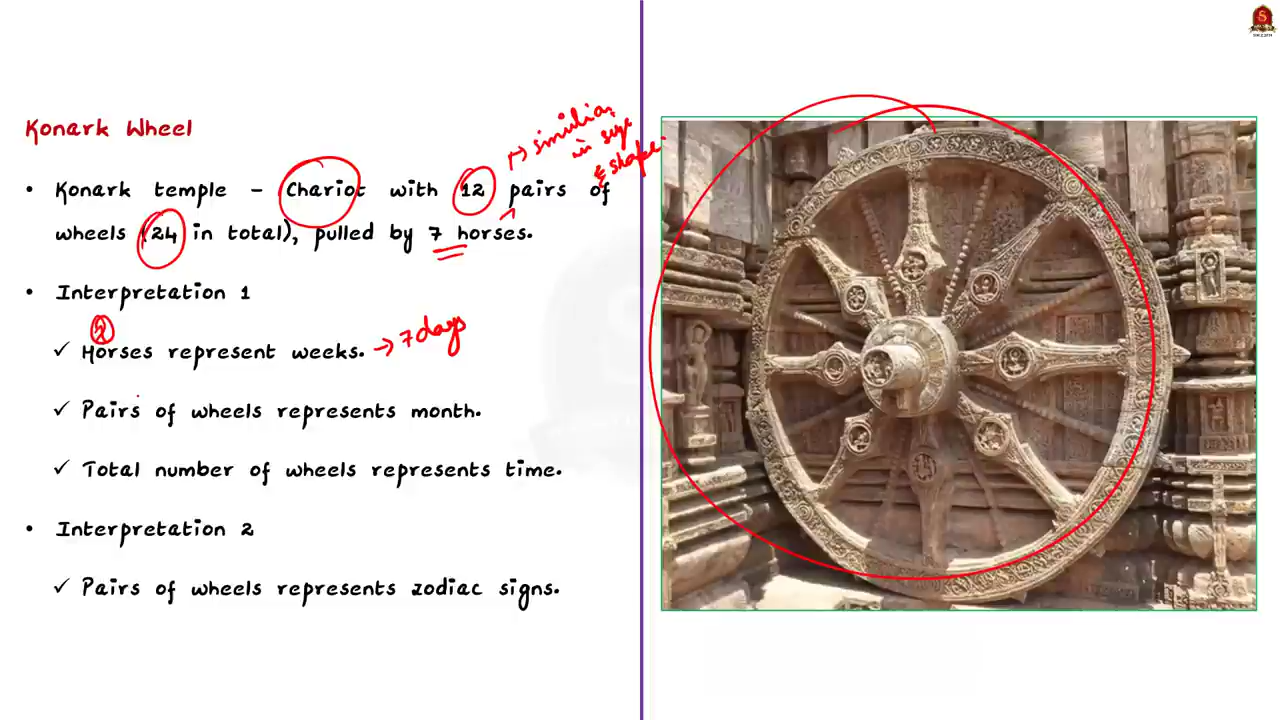 Konark Wheel
similiar
in size
& shape
• Konark temple - Chariot with 12 pairs of
wheels (24 in total), pulled by 7 horses.
• Interpretation 1
✓ Horses represent weeks. → 7 days
✓ Pairs of wheels represents month.
✓ Total number of wheels represents time.
• Interpretation 2
✓ Pairs of wheels represents zodiac signs.